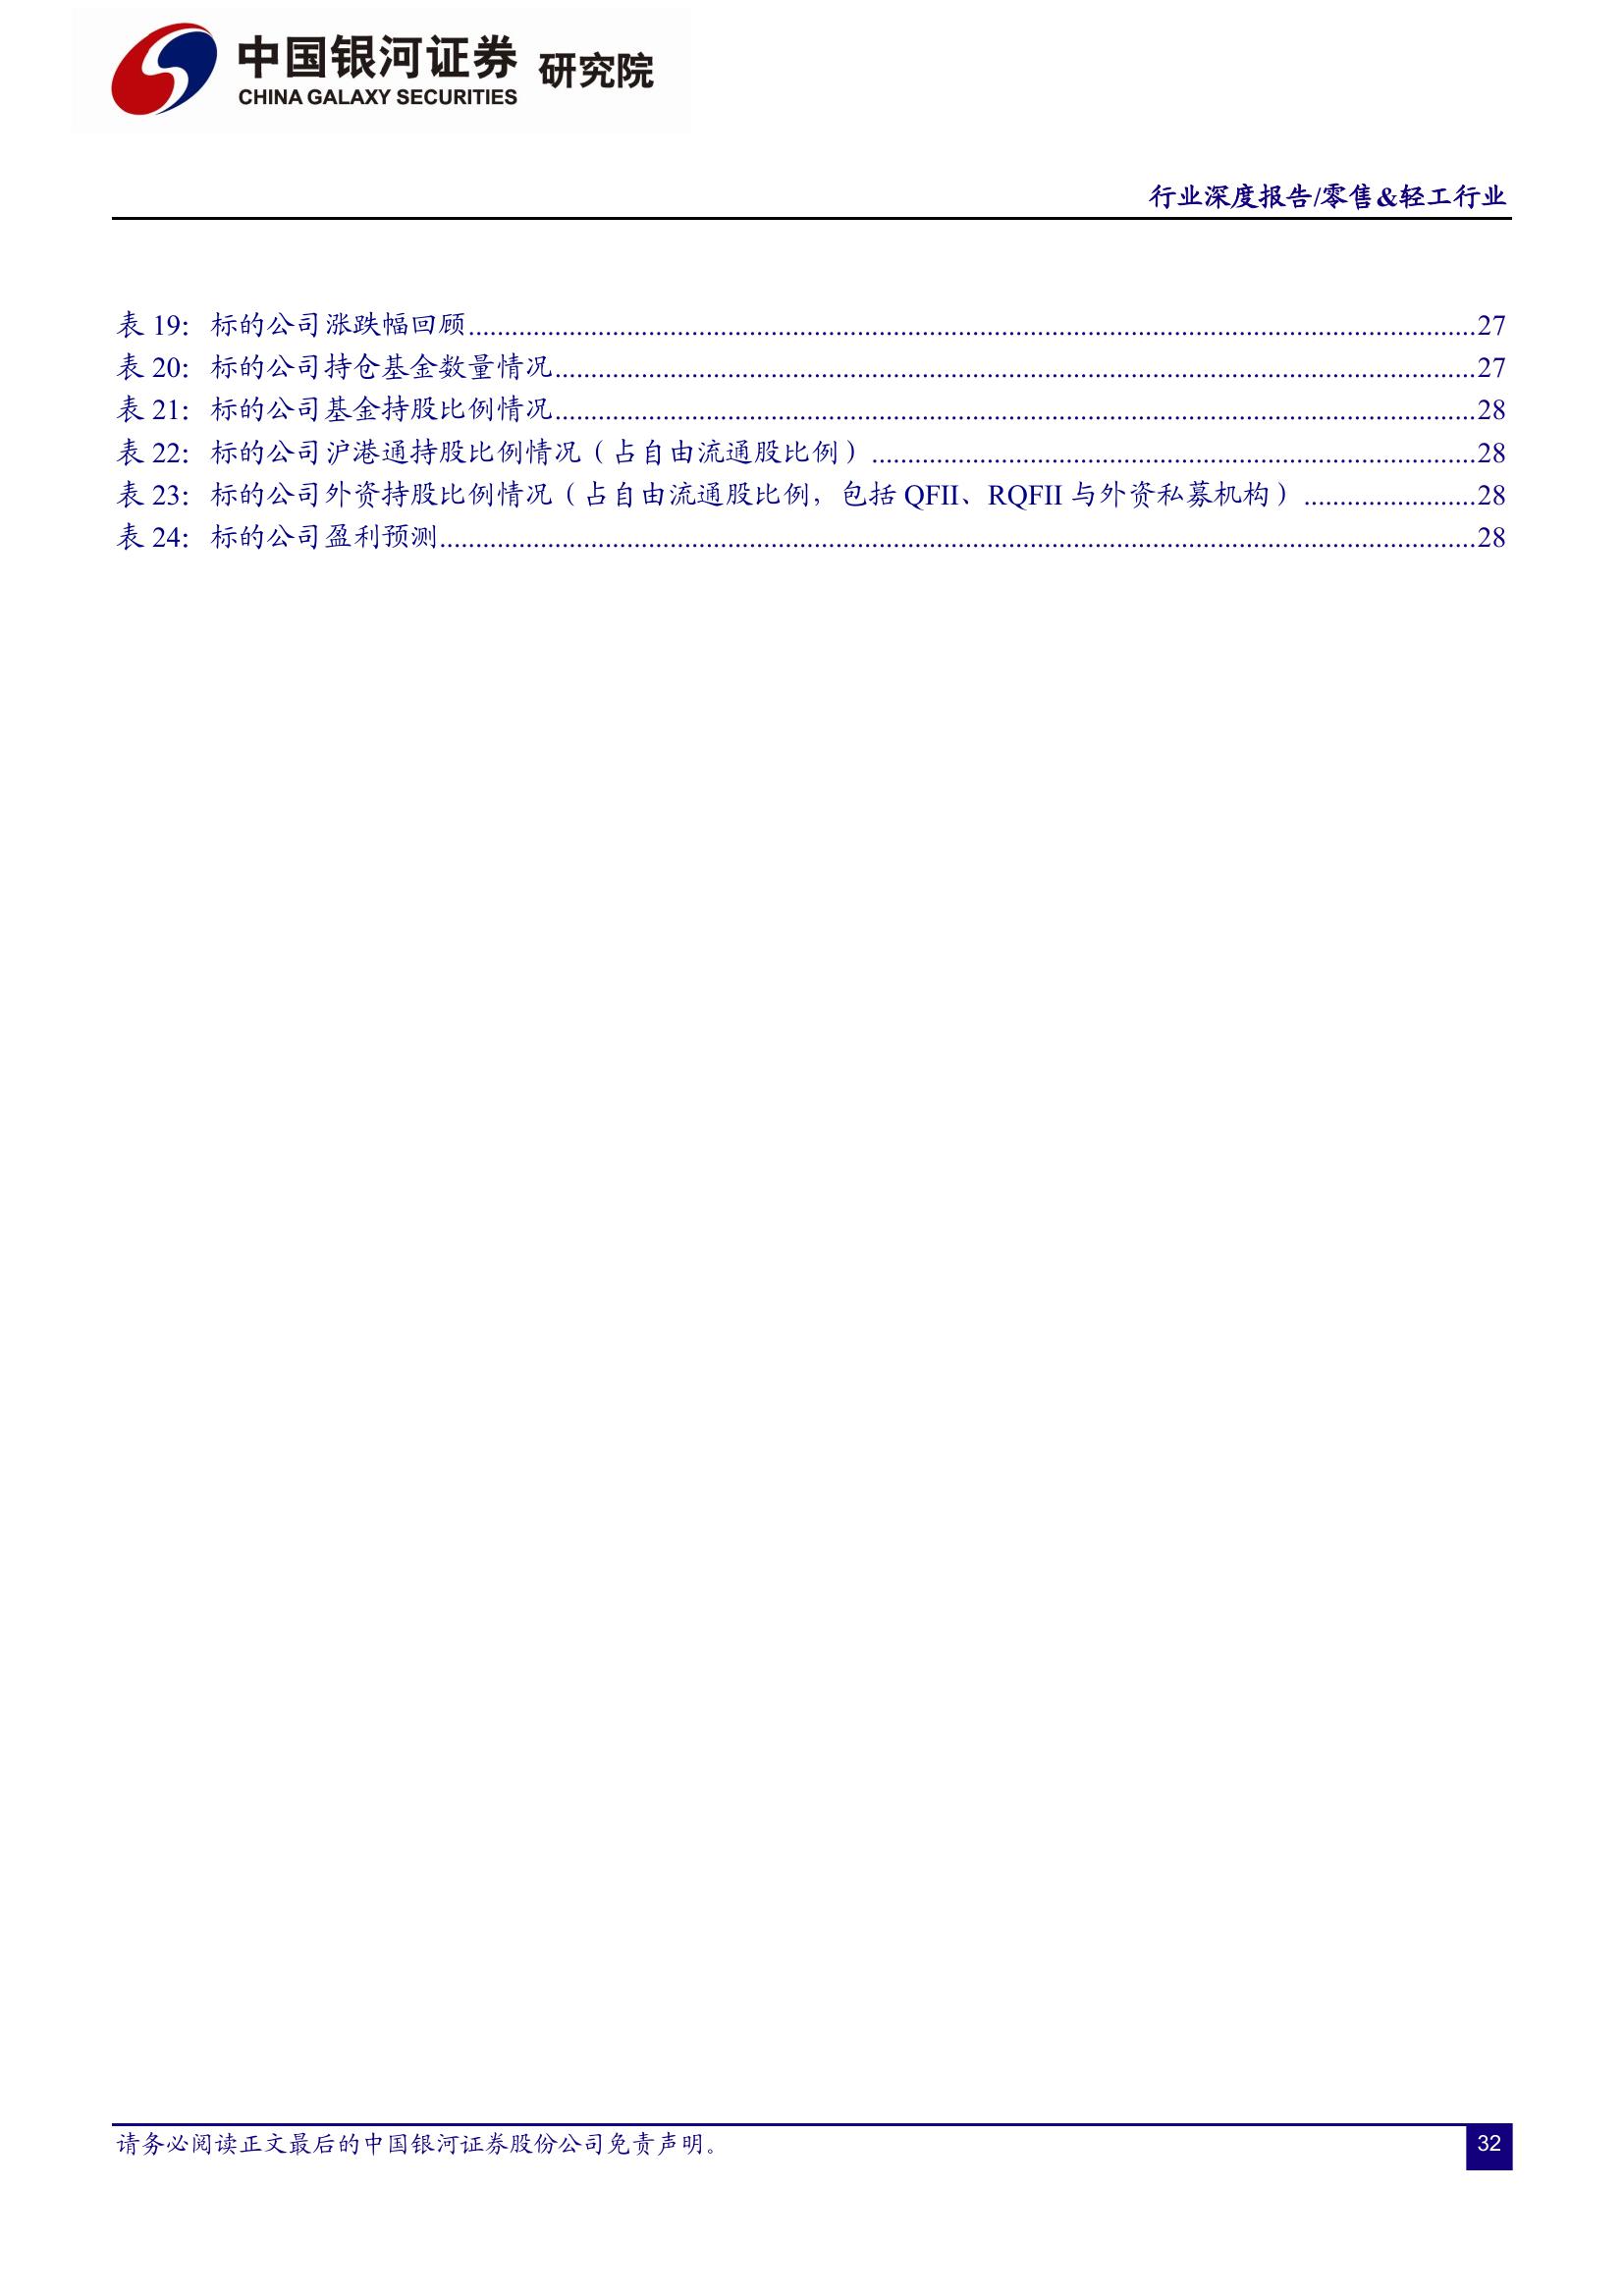 中国银河证券 研究院
CHINA GALAXY SECURITIES
行业深度报告/零售&轻工行业
表 19: 标的公司涨跌幅回顾........................................................................27
表 20: 标的公司持仓基金数量情况........................................................................27
表 21: 标的公司基金持股比例情况........................................................................28
表 22: 标的公司沪港通持股比例情况（占自由流通股比例）........................................................................28
表 23: 标的公司外资持股比例情况（占自由流通股比例，包括 QFII、RQFII 与外资私募机构）........................28
表 24: 标的公司盈利预测........................................................................28
请务必阅读正文最后的中国银河证券股份公司免责声明。
32